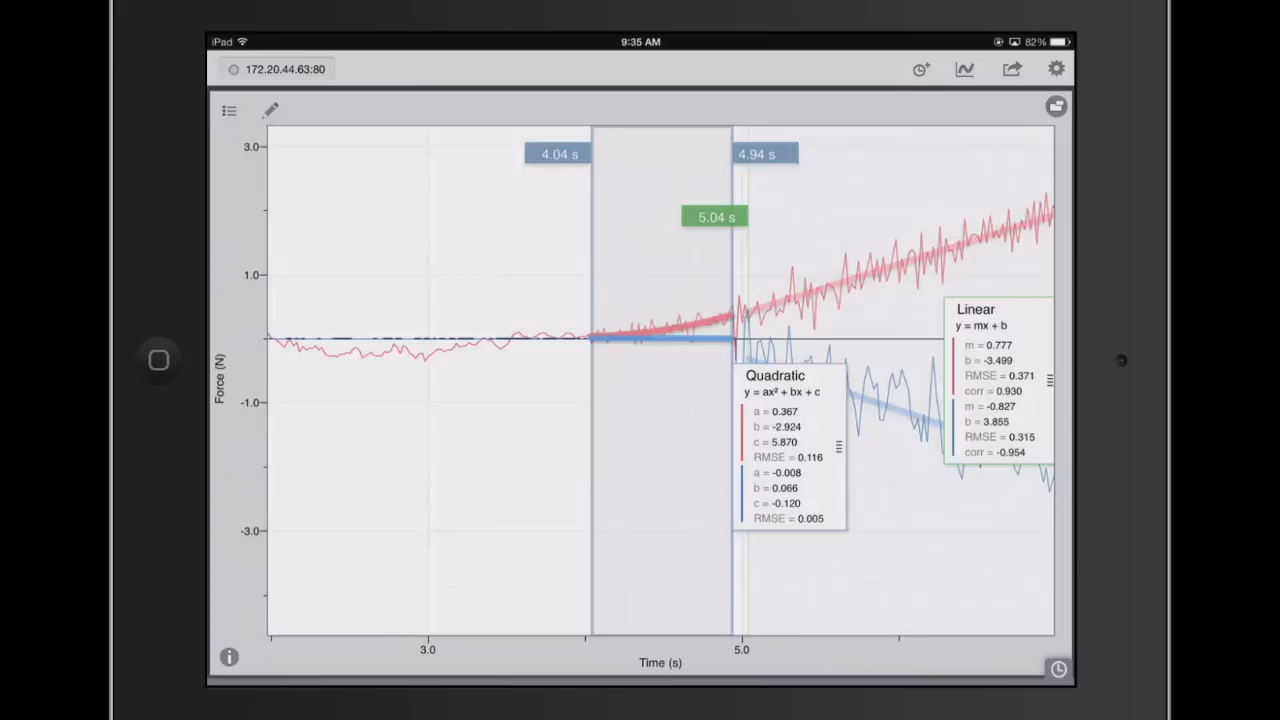 iPad
9:35 AM
82%
172.20.44.63:80
3.0
4.04 s
4.94 s
5.04 s
1.0
Linear
y = mx + b
m = 0.777
b = -3.499
RMSE = 0.371
corr = 0.930
m = -0.827
b = 3.855
RMSE = 0.315
corr = -0.954
Force (N)
-1.0
Quadratic
y = ax² + bx + c
a = 0.367
b = -2.924
c = 5.870
RMSE = 0.116
a = -0.008
b = 0.066
c = -0.120
RMSE = 0.005
-3.0
3.0
5.0
Time (s)